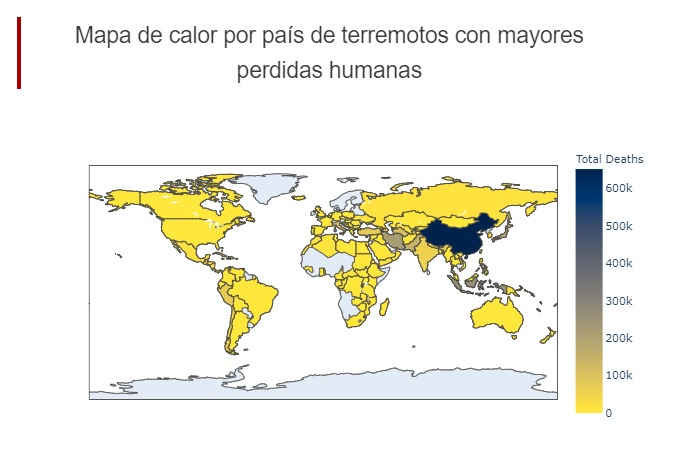 Mapa de calor por país de terremotos con mayores
perdidas humanas
Total Deaths
600k
500k
400k
300k
200k
100k
0